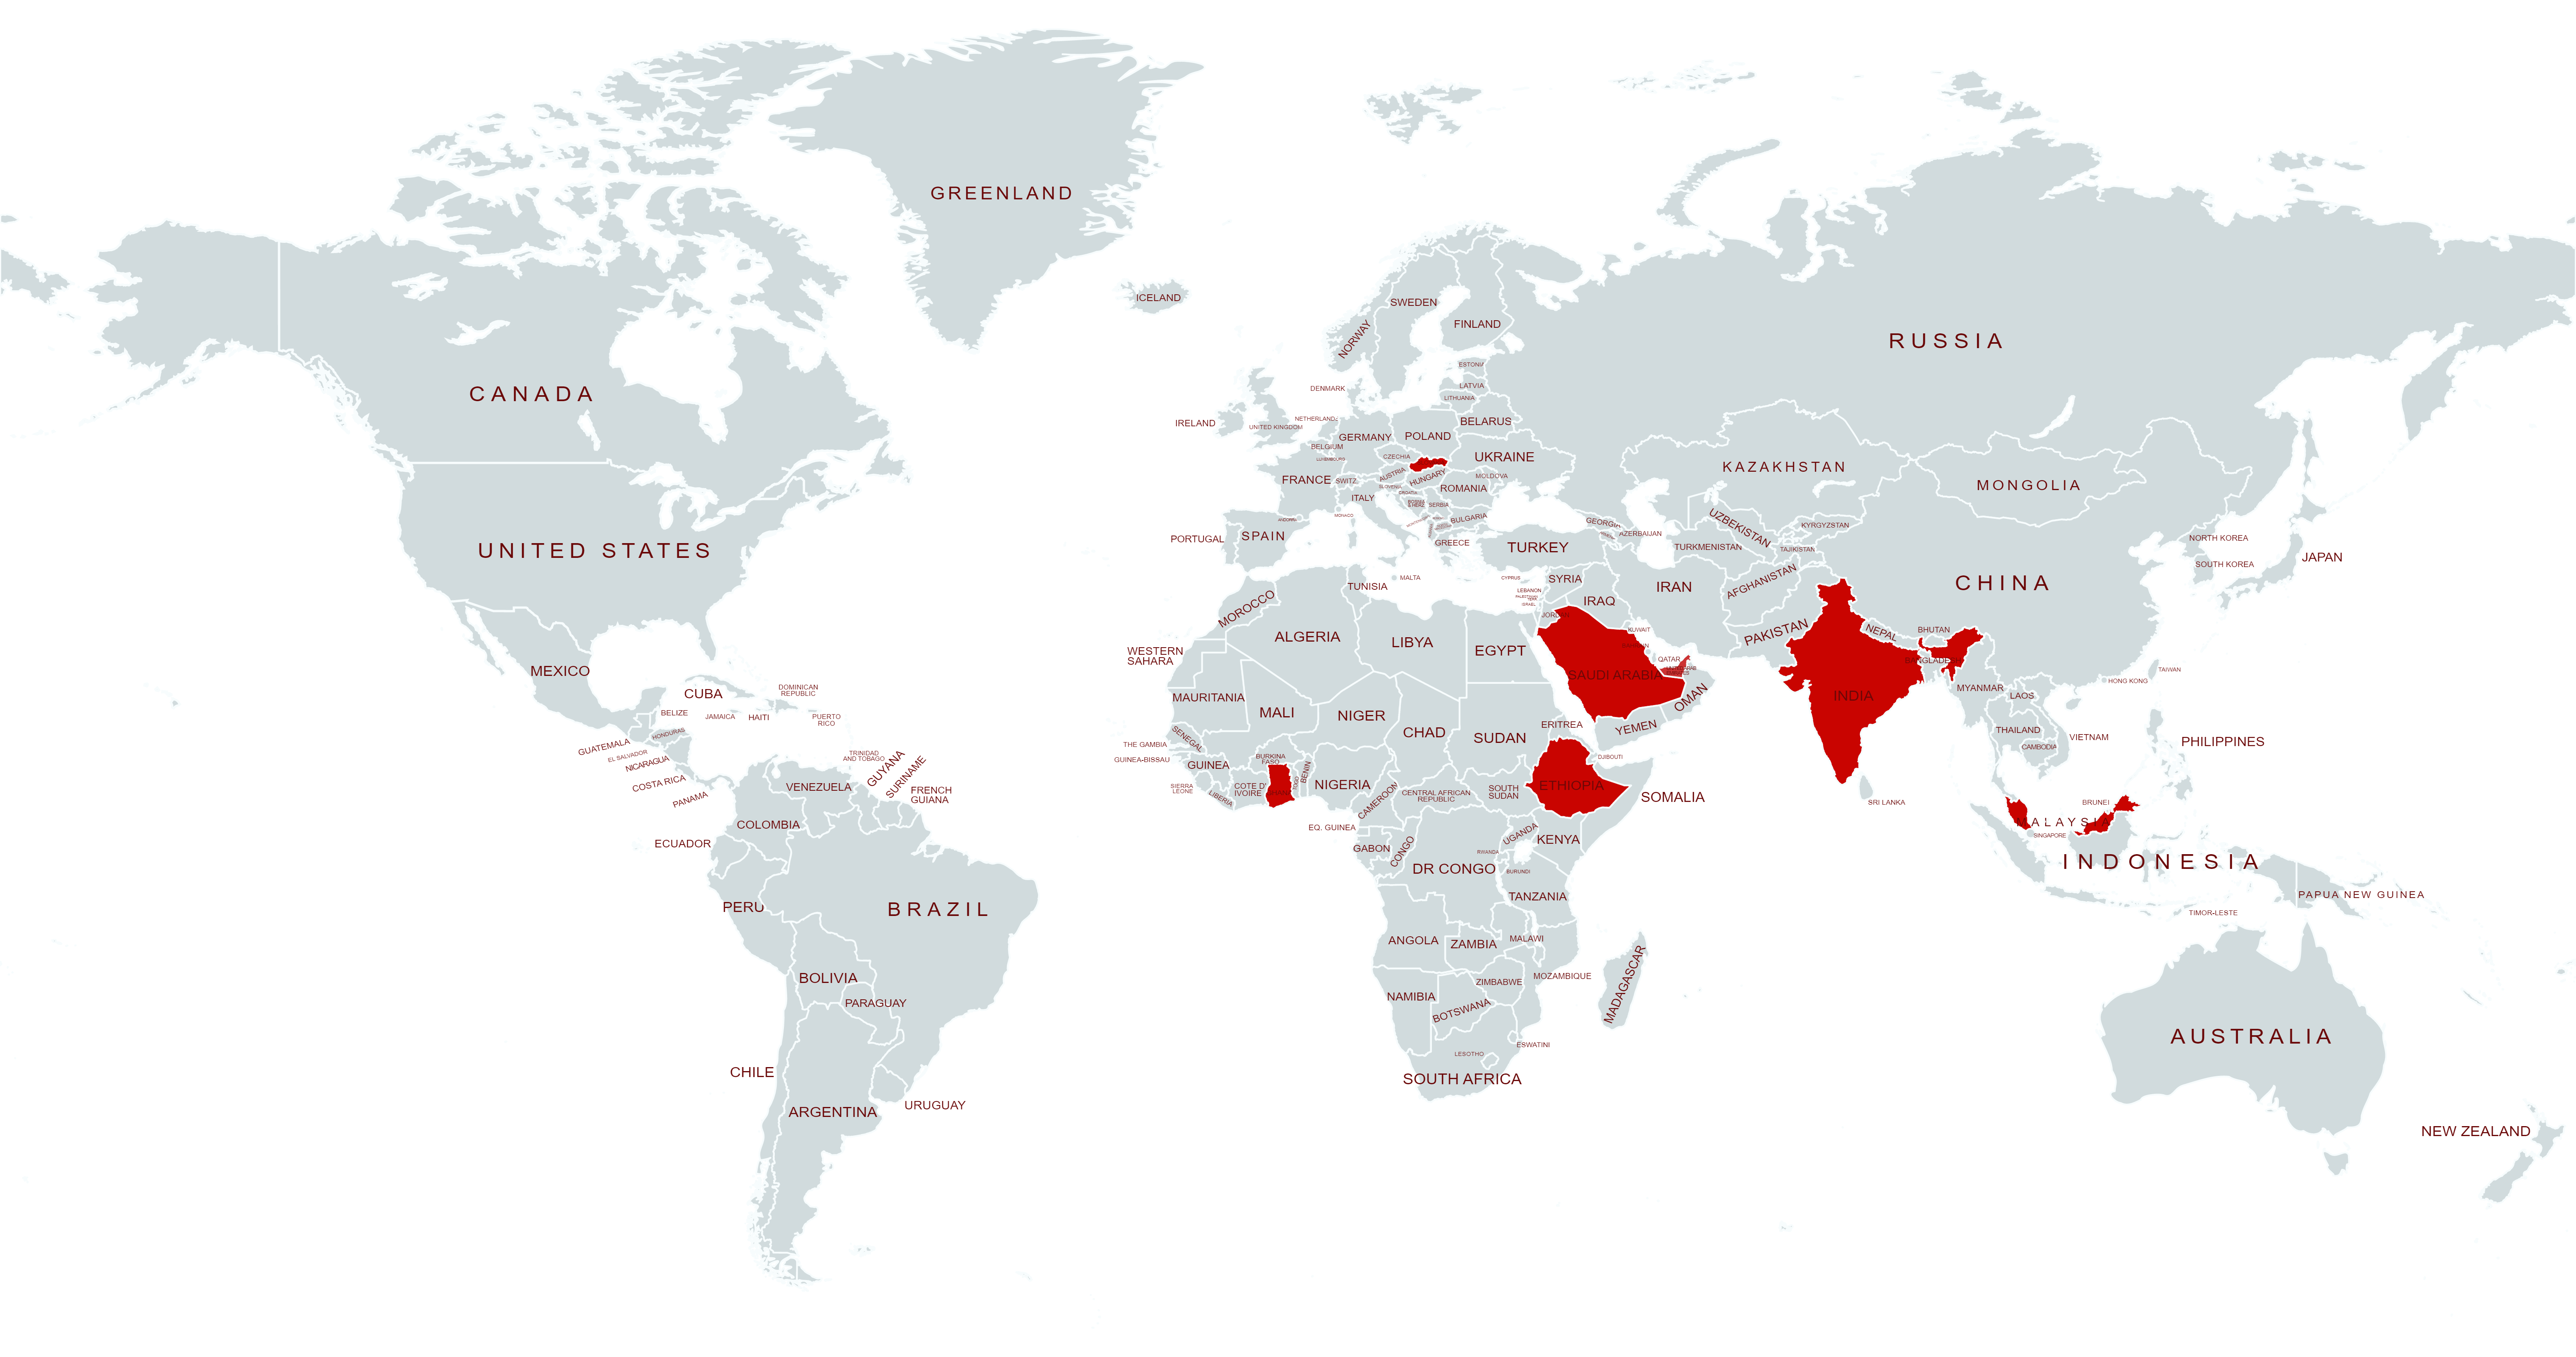 GREENLAND
ICELAND
SWEDEN
NORWAY
FINLAND
RUSSIA
ESTONIA
LATVIA
LITHUANIA
DENMARK
CANADA
IRELAND
UNITED KINGDOM
NETHERLANDS
BELARUS
GERMANY
POLAND
BELGIUM
LUXEMBOURG
CZECHIA
UKRAINE
KAZAKHSTAN
MONGOLIA
FRANCE
SWITZ.
AUSTRIA
HUNGARY
MOLDOVA
SLOVENIA
CROATIA
ROMANIA
ITALY
SERBIA
MONACO
ANDORRA
BULGARIA
GEORGIA
AZERBAIJAN
UZBEKISTAN
KYRGYZSTAN
PORTUGAL
SPAIN
GREECE
TURKEY
TURKMENISTAN
TAJIKISTAN
NORTH KOREA
JAPAN
UNITED STATES
SOUTH KOREA
CHINA
MALTA
TUNISIA
CYPRUS
SYRIA
LEBANON
ISRAEL
IRAQ
IRAN
AFGHANISTAN
JORDAN
MOROCCO
ALGERIA
LIBYA
EGYPT
KUWAIT
QATAR
PAKISTAN
NEPAL
BHUTAN
BANGLADESH
WESTERN
SAHARA
SAUDI ARABIA
OMAN
INDIA
MYANMAR
LAOS
HONG KONG
TAIWAN
MEXICO
CUBA
DOMINICAN
REPUBLIC
BELIZE
JAMAICA
HAITI
PUERTO
RICO
HONDURAS
GUATEMALA
EL SALVADOR
NICARAGUA
COSTA RICA
PANAMA
TRINIDAD
AND TOBAGO
GUYANA
SURINAME
FRENCH
GUIANA
VENEZUELA
COLOMBIA
ECUADOR
MAURITANIA
MALI
NIGER
CHAD
SUDAN
ERITREA
YEMEN
SENEGAL
THE GAMBIA
GUINEA-BISSAU
GUINEA
SIERRA
LEONE
LIBERIA
COTE D'
IVOIRE
BURKINA
FASO
TOGO
BENIN
NIGERIA
CAMEROON
CENTRAL AFRICAN
REPUBLIC
SOUTH
SUDAN
ETHIOPIA
DJIBOUTI
SOMALIA
THAILAND
CAMBODIA
VIETNAM
PHILIPPINES
SRI LANKA
BRUNEI
MALAYSIA
SINGAPORE
INDONESIA
EQ. GUINEA
GABON
CONGO
DR CONGO
UGANDA
KENYA
RWANDA
BURUNDI
TANZANIA
PAPUA NEW GUINEA
TIMOR-LESTE
PERU
BRAZIL
BOLIVIA
PARAGUAY
CHILE
ARGENTINA
URUGUAY
ANGOLA
ZAMBIA
MALAWI
MOZAMBIQUE
ZIMBABWE
NAMIBIA
BOTSWANA
MADAGASCAR
ESWATINI
LESOTHO
SOUTH AFRICA
AUSTRALIA
NEW ZEALAND